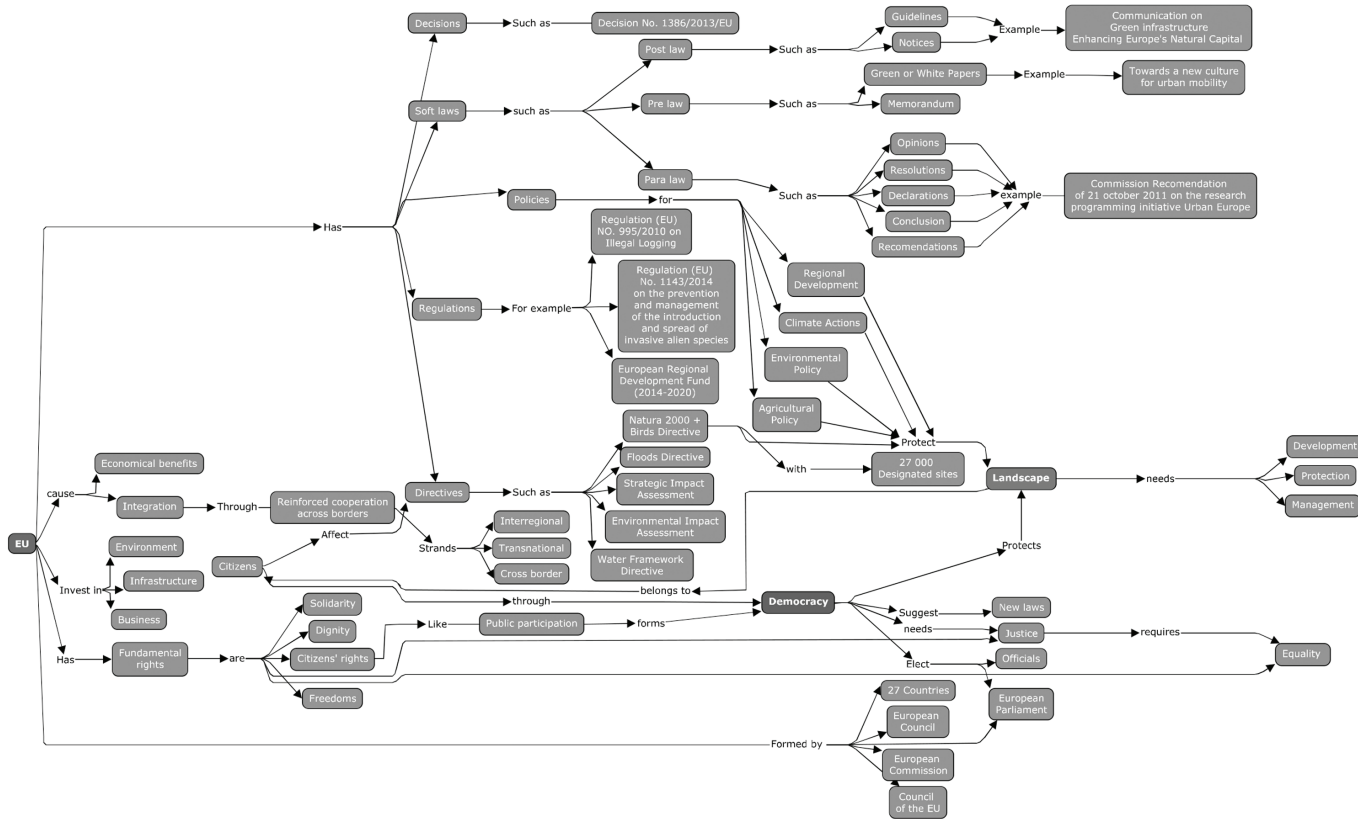 Decisions
Such as
Decision No. 1386/2013/EU
Guidelines
Notices
Example
Communication on
Green infrastructure
Enhancing Europe's Natural Capital
Post law
Such as
Green or White Papers
Example
Towards a new culture
for urban mobility
Soft laws
such as
Pre law
Such as
Memorandum
Para law
Such as
Opinions
Resolutions
Declarations
Conclusion
Recomendations
example
Commission Recomendation
of 21 october 2011 on the research
programming initiative Urban Europe
Policies
for
Has
Regulation (EU)
NO. 995/2010 on
Illegal Logging
Regulations
For example
Regulation (EU)
No. 1143/2014
on the prevention
and management
of the introduction
and spread of
invasive alien species
European Regional
Development Fund
(2014-2020)
Regional
Development
Climate Actions
Environmental
Policy
Agricultural
Policy
Protect
Natura 2000 +
Birds Directive
with
27 000
Designated sites
Directives
Such as
Floods Directive
Strategic Impact
Assessment
Environmental Impact
Assessment
Water Framework
Directive
Landscape
needs
Development
Protection
Management
Economical benefits
cause
Integration
Through
Reinforced cooperation
across borders
Affect
Strands
Interregional
Transnational
Cross border
EU
Environment
Citizens
Invest in
Infrastructure
Business
belongs to
through
Democracy
Protects
Suggest
New laws
needs
Justice
requires
Equality
Elect
Officials
European
Parliament
Has
Fundamental
rights
are
Solidarity
Dignity
Citizens' rights
Like
Public participation
forms
Freedoms
Formed by
27 Countries
European
Council
European
Commission
Council
of the EU